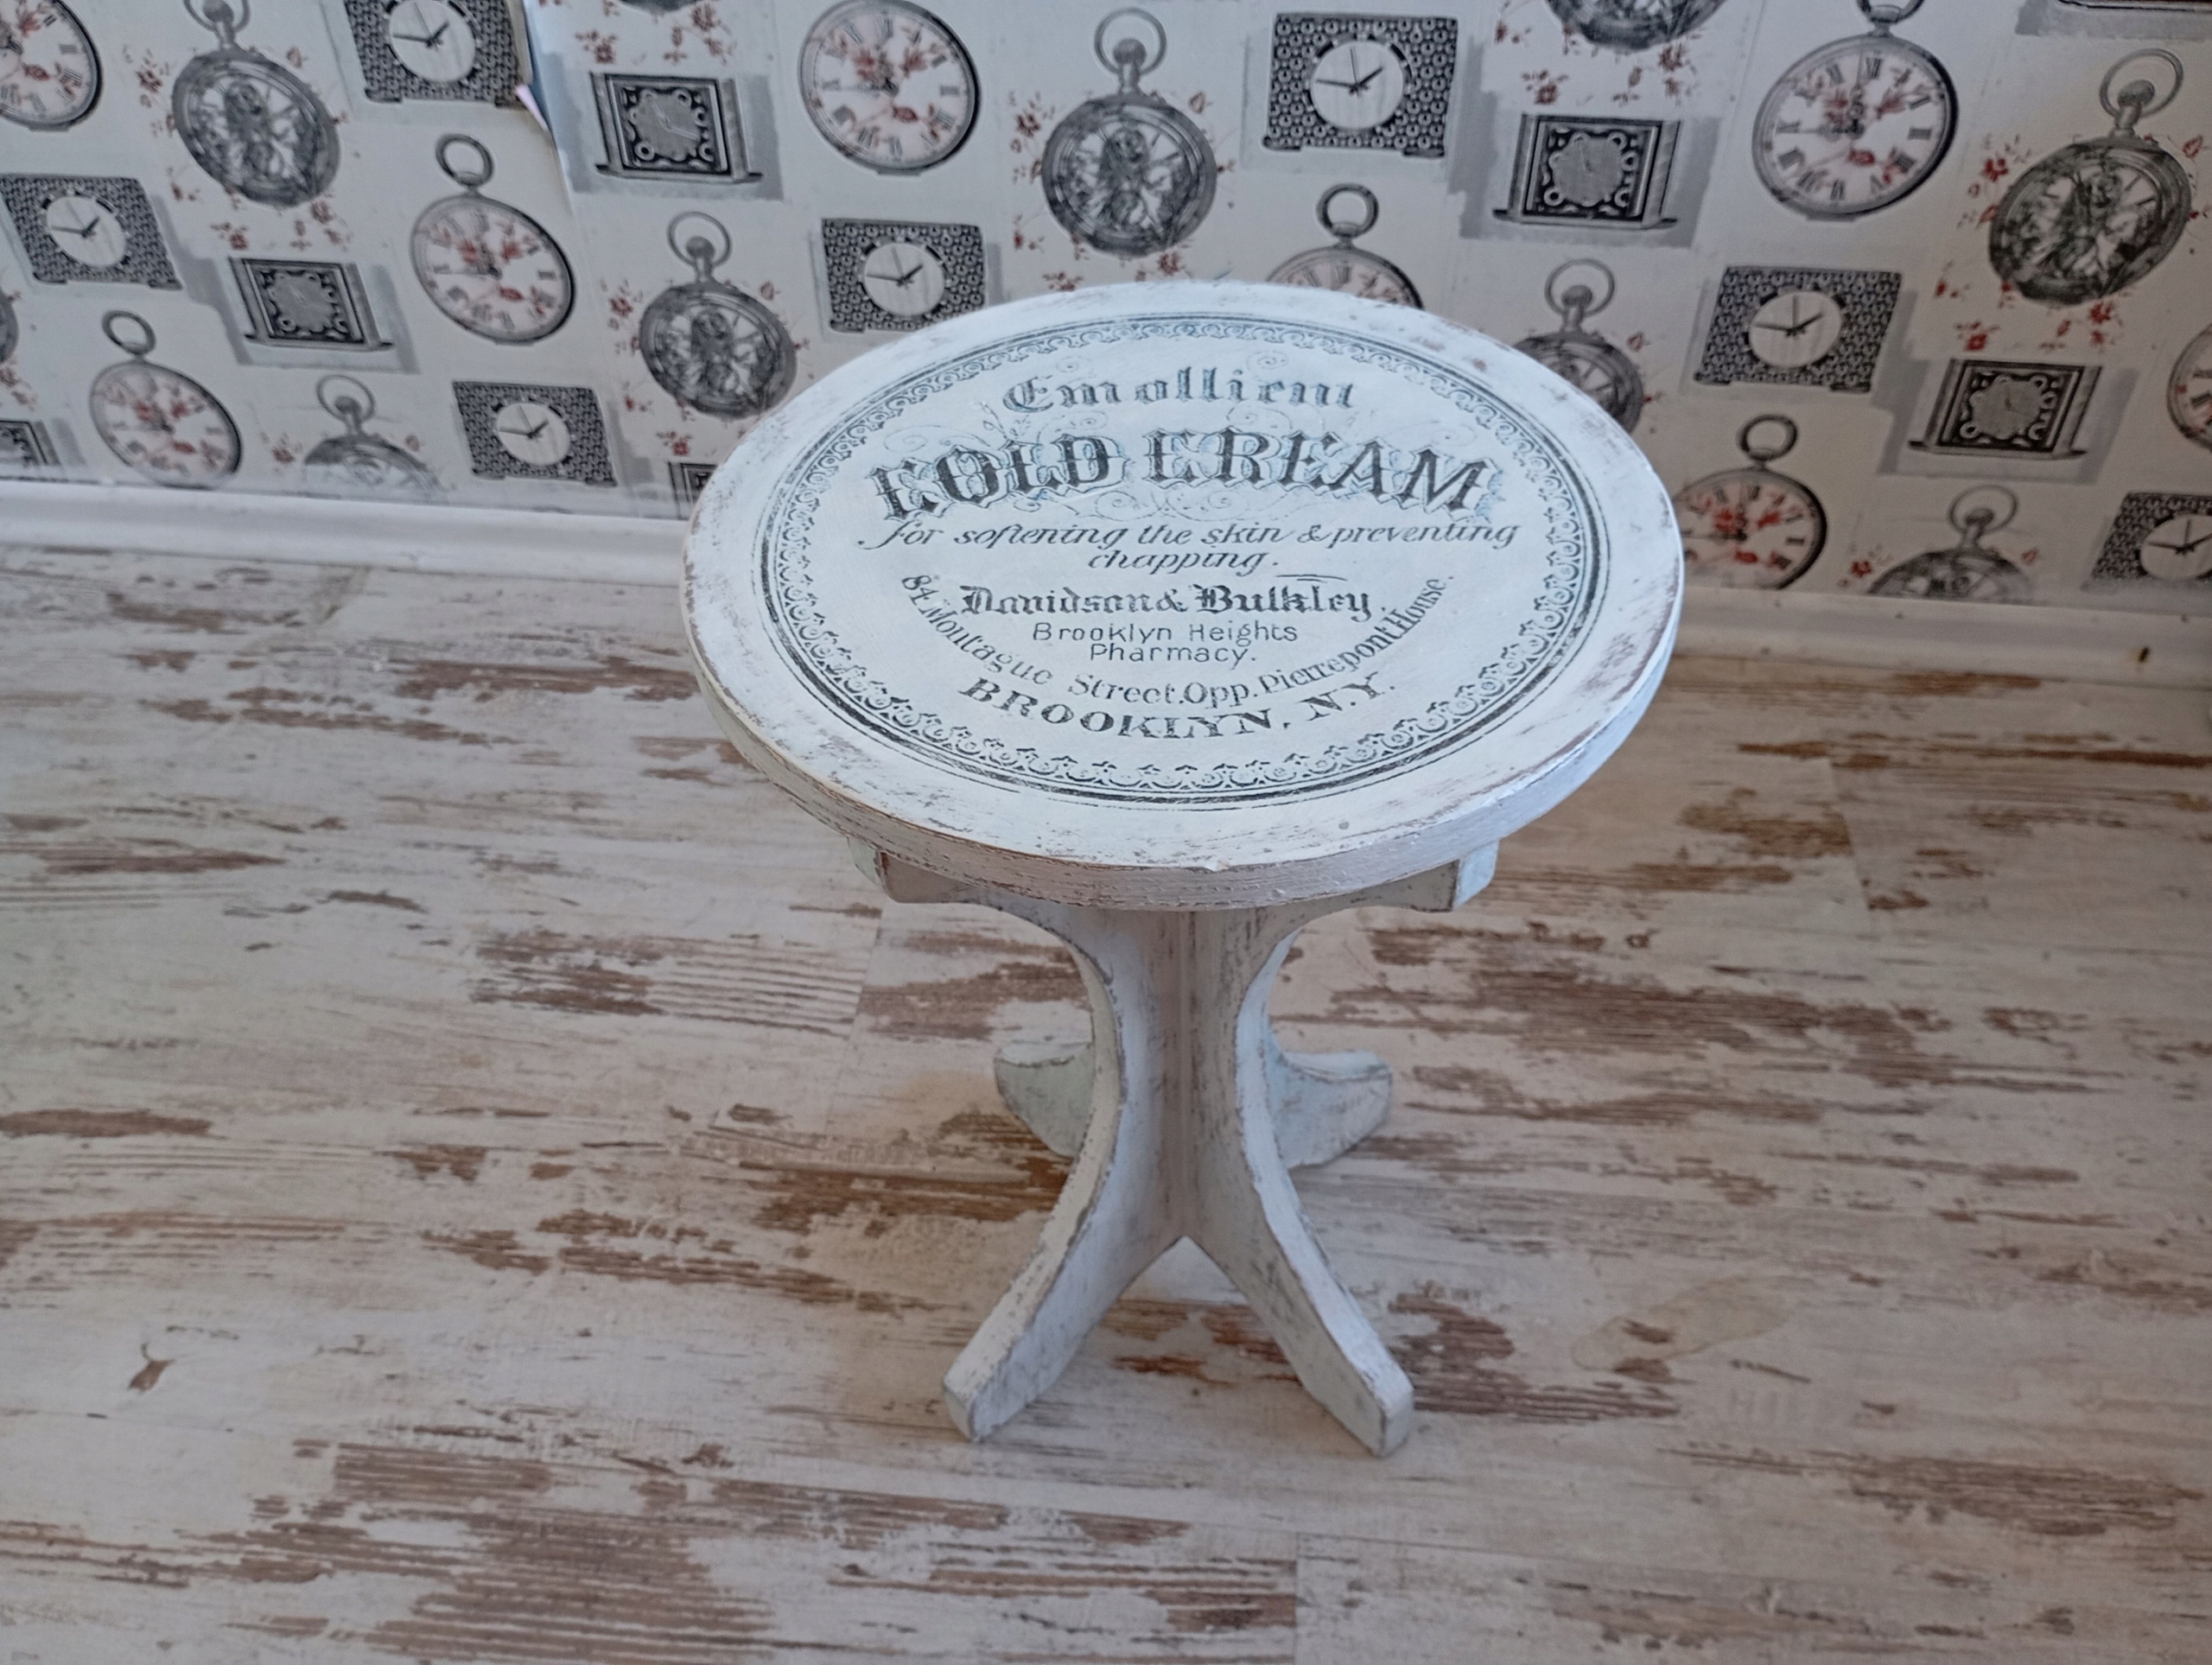 Emollient
COLD CREAM
for softening the skin & preventing
chapping.
Davidson & Bulkley.
Brooklyn Heights
Pharmacy.
84. Moutague Street. Opp. Pierrepont House.
BROOKLYN, N.Y.